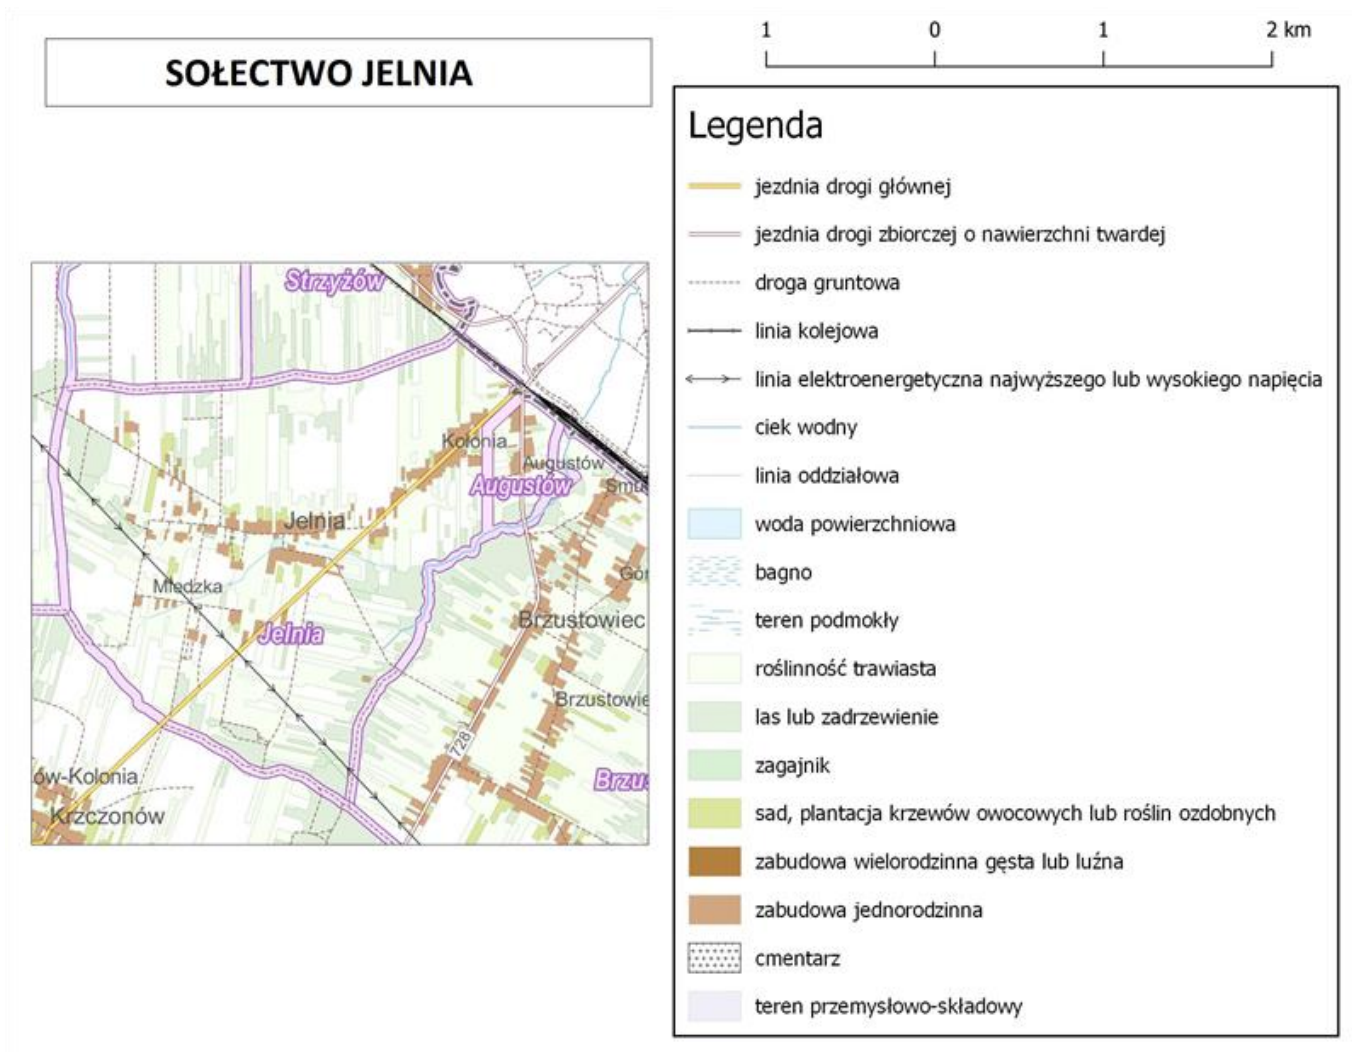 SOŁECTWO JELNIA
1 0 1 2 km
Legenda
jezdnia drogi głównej
jezdnia drogi zbiorczej o nawierzchni twardej
droga gruntowa
linia kolejowa
linia elektroenergetyczna najwyższego lub wysokiego napięcia
ciek wodny
linia oddziałowa
woda powierzchniowa
bagno
teren podmokły
roślinność trawiasta
las lub zadrzewienie
zagajnik
sad, plantacja krzewów owocowych lub roślin ozdobnych
zabudowa wielorodzinna gęsta lub luźna
zabudowa jednorodzinna
cmentarz
teren przemysłowo-składowy
Strzyżów
Kolonia
Augustów
Augustów
Smu
Jelnia
Gór
Miedzka
Brzustowiec
Jelnia
Brzustowie
728
ów-Kolonia
Brzus
Krzczonów